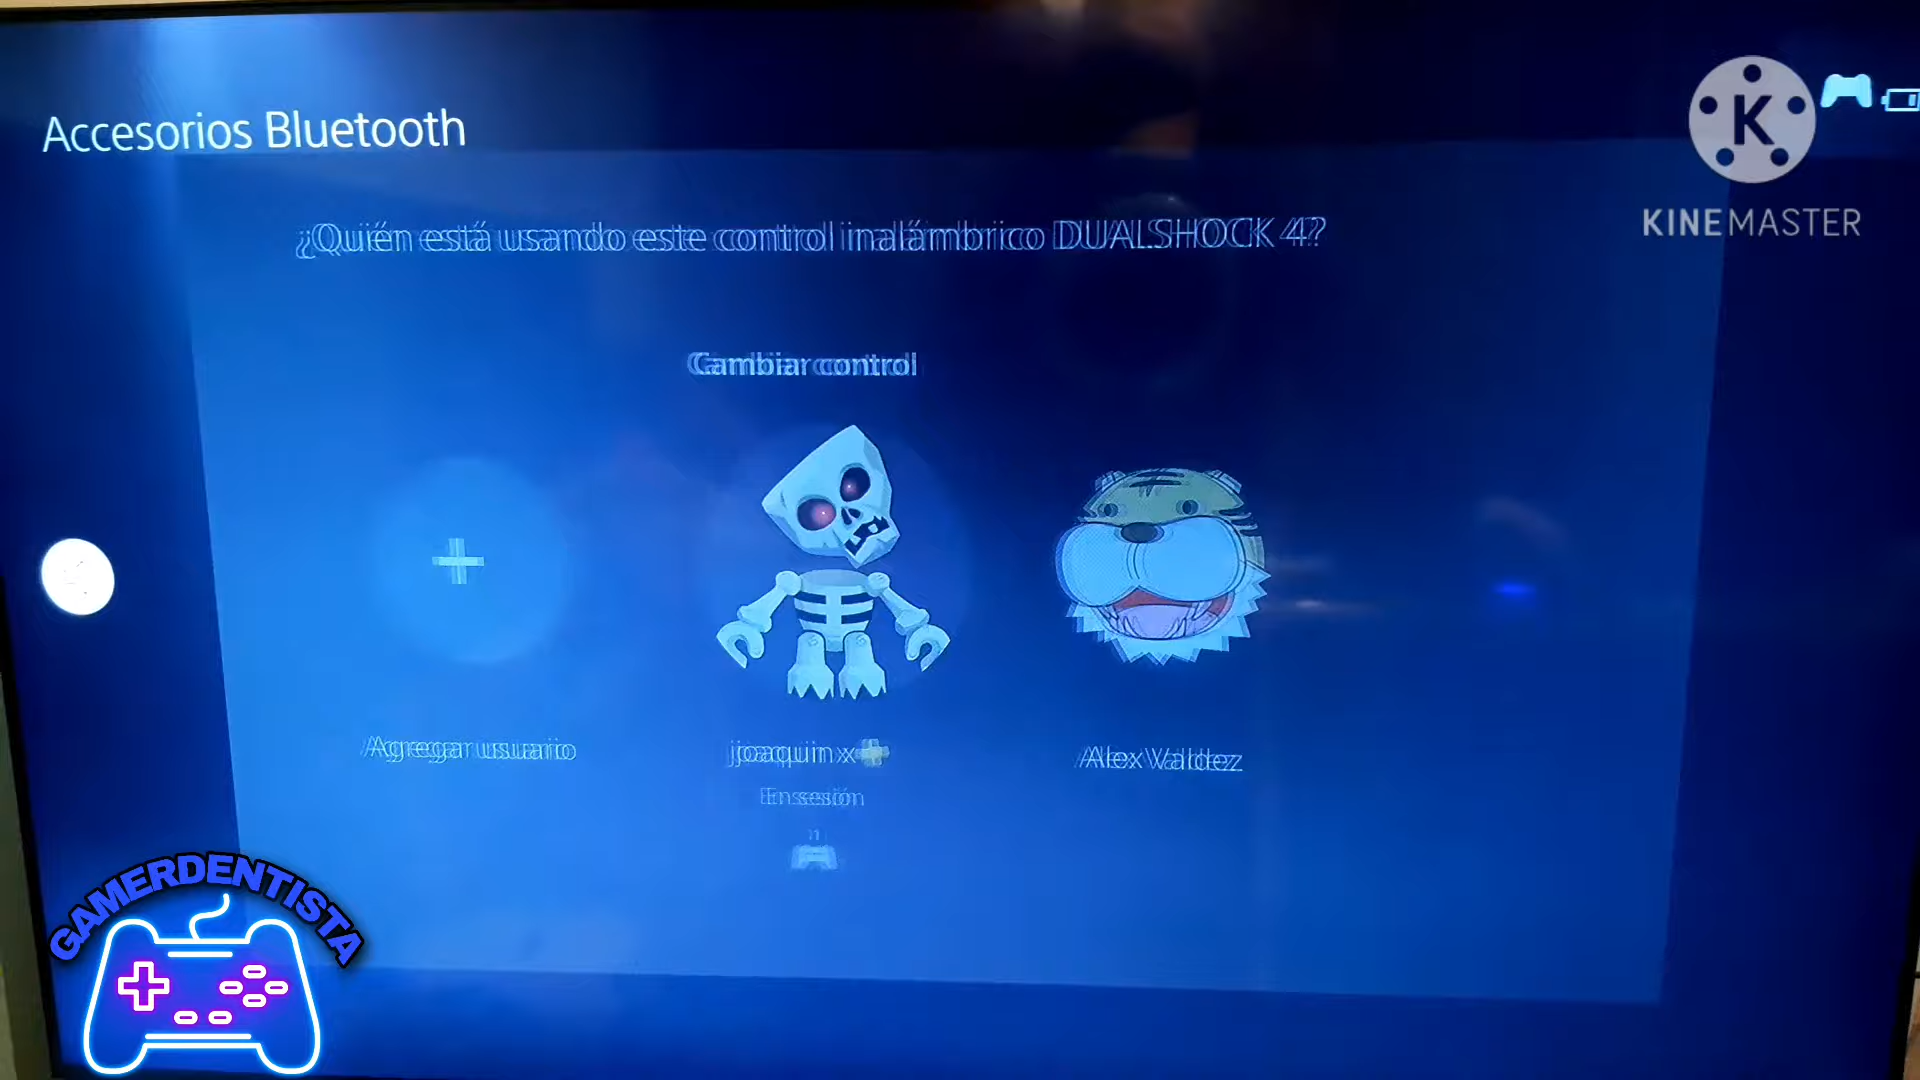 Accesorios Bluetooth
K
KINEMASTER
¿Quién está usando este control inalámbrico DUALSHOCK 4?
Cambiar control
Agregar usuario
joaquin x
Alex Valdez
En sesión
GAMERDENTISTA